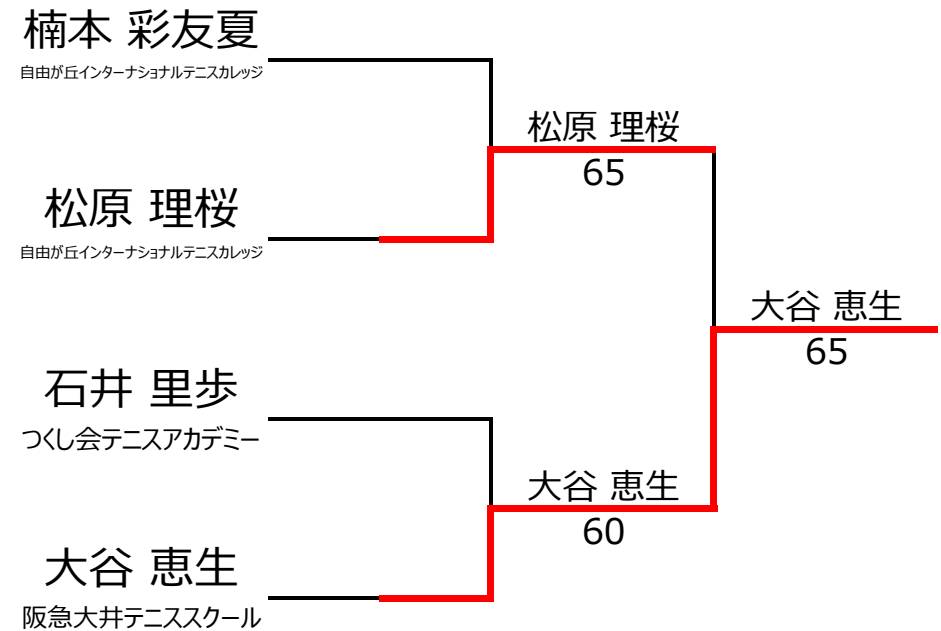 楠本 彩友夏
自由が丘インターナショナルテニスカレッジ
松原 理桜
65
松原 理桜
自由が丘インターナショナルテニスカレッジ
大谷 恵生
65
石井 里歩
つくし会テニスアカデミー
大谷 恵生
60
大谷 恵生
阪急大井テニススクール